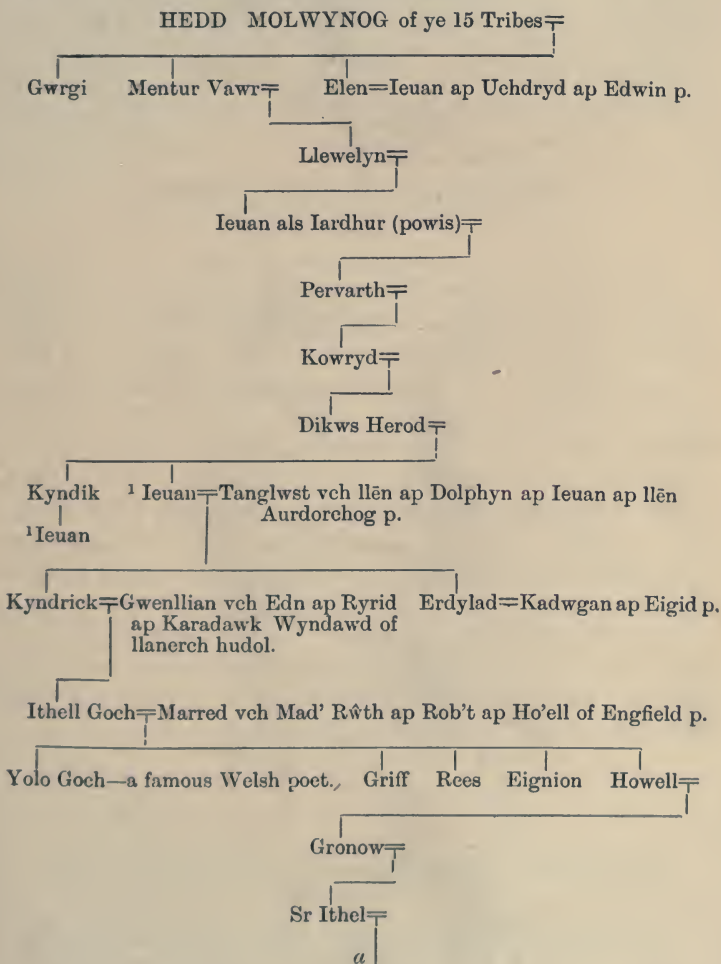 HEDD MOLWYNOG of ye 15 Tribes=
Gwrgi Mentur Vawr= Elen=Ieuan ap Uchdryd ap Edwin p.
Llewelyn=
Ieuan als Iardhur (powis)=
Pervarth=
Kowryd=
Dikws Herod=
Kyndik ¹ Ieuan=Tanglwst vch llēn ap Dolphyn ap Ieuan ap llēn
¹Ieuan Aurdorchog p.
Kyndrick=Gwenllian vch Edn ap Ryrid Erdylad=Kadwgan ap Eigid p.
ap Karadawk Wyndawd of
llanerch hudol.
Ithell Goch=Marred vch Mad' Rŵth ap Rob't ap Ho'ell of Engfield p.
Yolo Goch—a famous Welsh poet., Griff Rees Eignion Howell=
Gronow=
Sr Ithel=
a